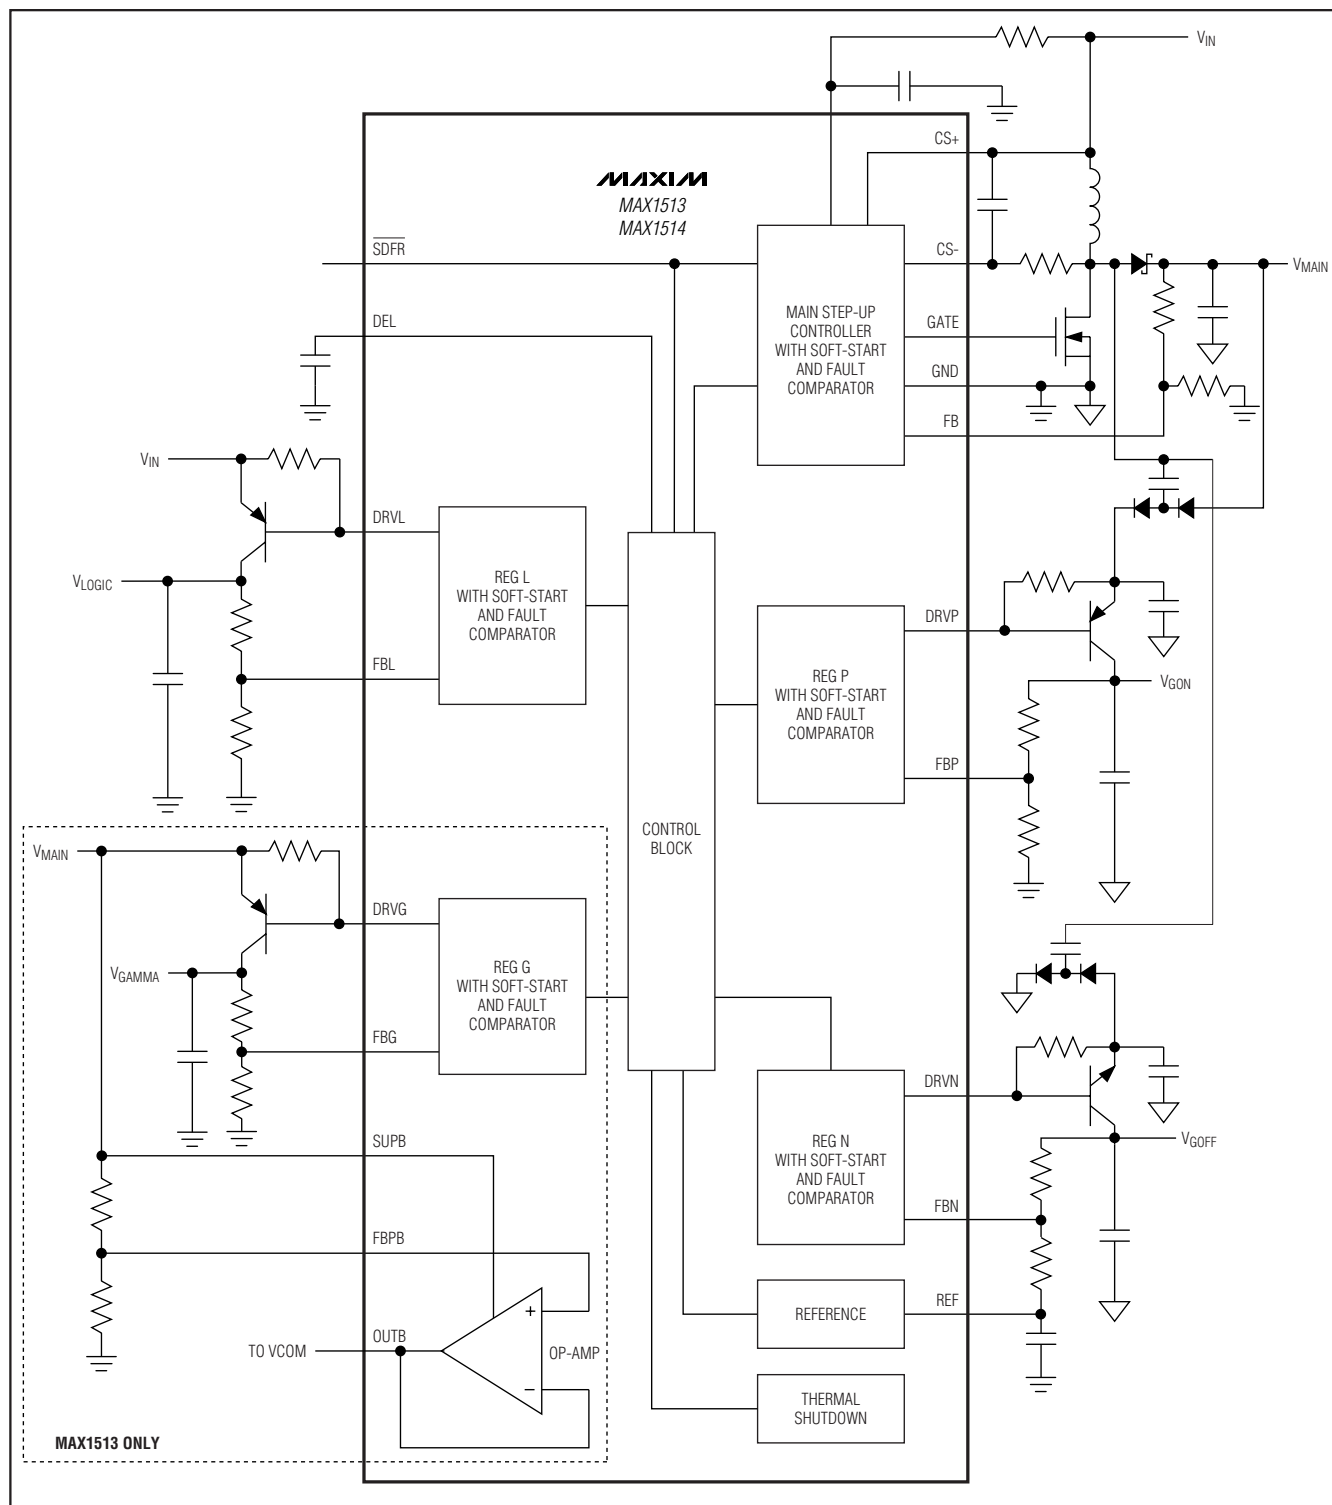 VIN
CS+
MAXIM
MAX1513
MAX1514
SDFR
CS-
VMAIN
DEL
MAIN STEP-UP
CONTROLLER
WITH SOFT-START
AND FAULT
COMPARATOR
GATE
GND
FB
VIN
DRVL
VLOGIC
REG L
WITH SOFT-START
AND FAULT
COMPARATOR
FBL
DRVP
REG P
WITH SOFT-START
AND FAULT
COMPARATOR
VGON
FBP
CONTROL
BLOCK
VMAIN
DRVG
VGAMMA
REG G
WITH SOFT-START
AND FAULT
COMPARATOR
FBG
DRVN
REG N
WITH SOFT-START
AND FAULT
COMPARATOR
VGOFF
FBN
SUPB
FBPB
+
REFERENCE
REF
OUTB
TO VCOM
OP-AMP
−
THERMAL
SHUTDOWN
MAX1513 ONLY